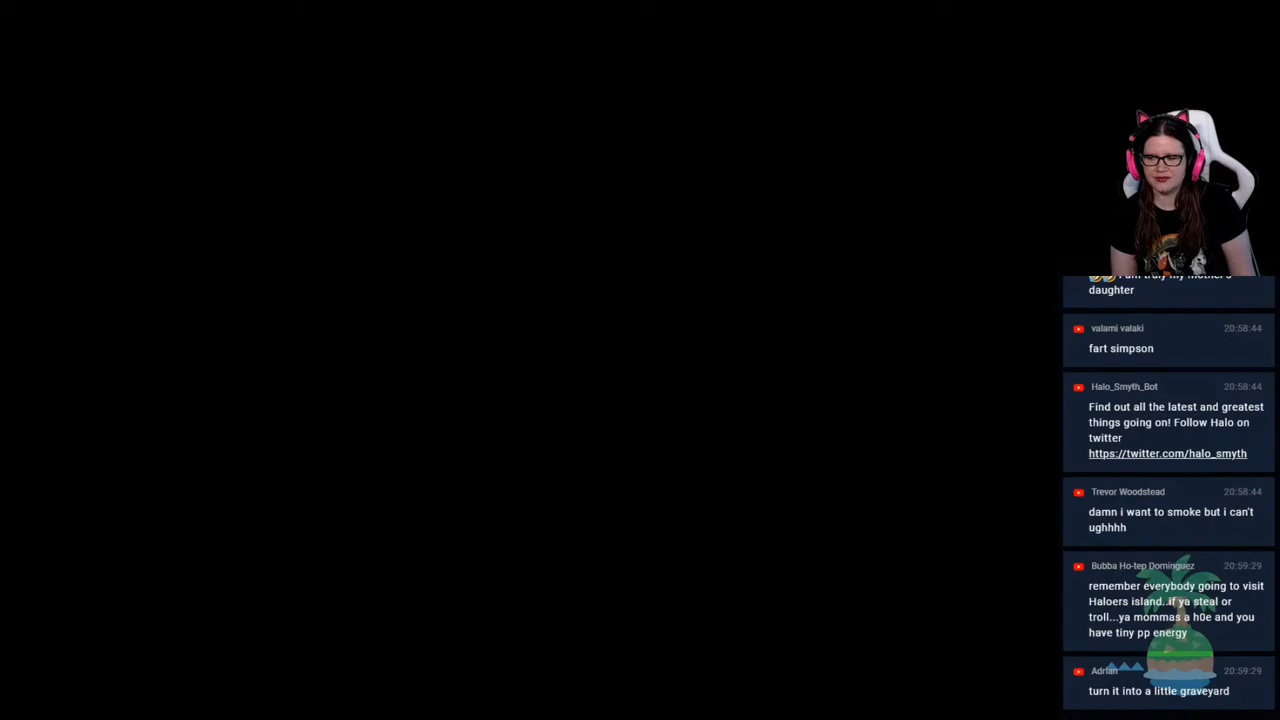 I am truly my mother's
daughter
valami valaki 20:58:44
fart simpson
Halo_Smyth_Bot 20:58:44
Find out all the latest and greatest
things going on! Follow Halo on
twitter
https://twitter.com/halo_smyth
Trevor Woodstead 20:58:44
damn i want to smoke but i can't
ughhhh
Bubba Ho-tep Dominguez 20:59:29
remember everybody going to visit
Haloers island..if ya steal or
troll...ya mommas a h0e and you
have tiny pp energy
Adrian 20:59:29
turn it into a little graveyard